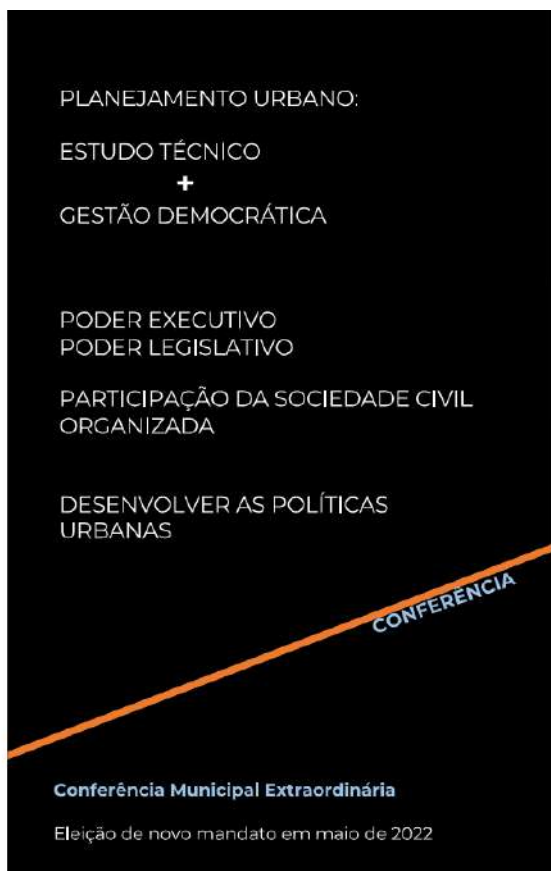 PLANEJAMENTO URBANO:
ESTUDO TÉCNICO
+
GESTÃO DEMOCRÁTICA
PODER EXECUTIVO
PODER LEGISLATIVO
PARTICIPAÇÃO DA SOCIEDADE CIVIL
ORGANIZADA
DESENVOLVER AS POLÍTICAS
URBANAS
CONFERÊNCIA
Conferência Municipal Extraordinária
Eleição de novo mandato em maio de 2022